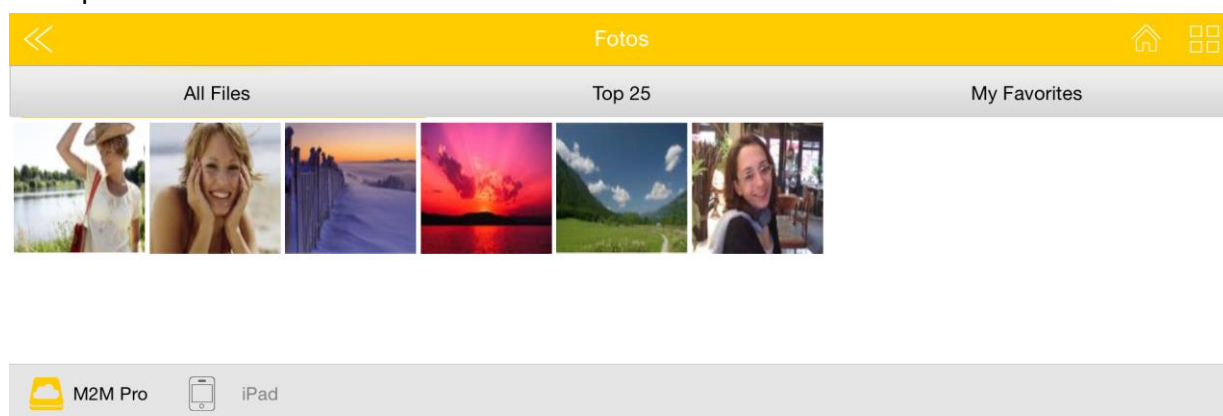 Fotos
All Files
Top 25
My Favorites
M2M Pro
iPad